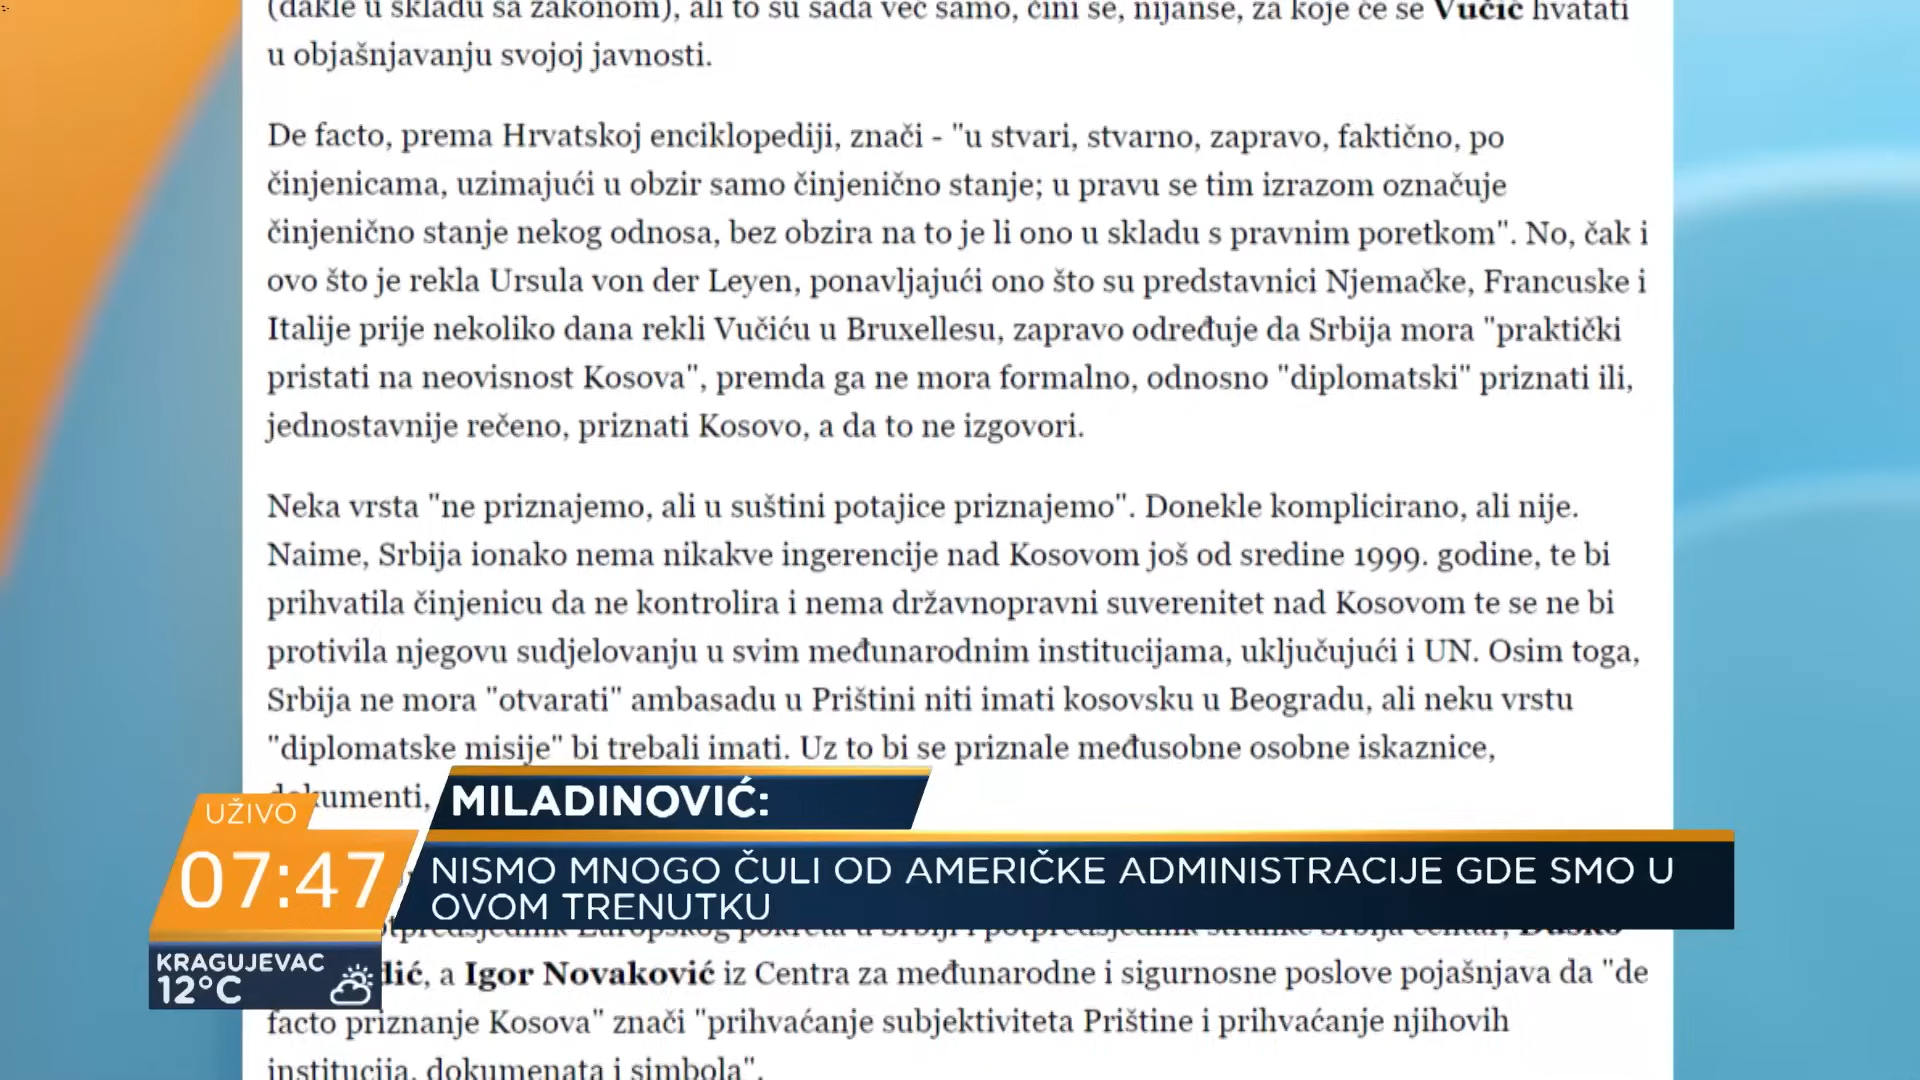 (dakle u skladu sa zakonom), ali to su sada već samo, čini se, nijanse, za koje će se Vučić hvatati
u objašnjavanju svojoj javnosti.
De facto, prema Hrvatskoj enciklopediji, znači - "u stvari, stvarno, zapravo, faktično, po
činjenicama, uzimajući u obzir samo činjenično stanje; u pravu se tim izrazom označuje
činjenično stanje nekog odnosa, bez obzira na to je li ono u skladu s pravnim poretkom". No, čak i
ovo što je rekla Ursula von der Leyen, ponavljajući ono što su predstavnici Njemačke, Francuske i
Italije prije nekoliko dana rekli Vučiću u Bruxellesu, zapravo određuje da Srbija mora "praktički
pristati na neovisnost Kosova", premda ga ne mora formalno, odnosno "diplomatski" priznati ili,
jednostavnije rečeno, priznati Kosovo, a da to ne izgovori.
Neka vrsta "ne priznajemo, ali u suštini potajice priznajemo". Donekle komplicirano, ali nije.
Naime, Srbija ionako nema nikakve ingerencije nad Kosovom još od sredine 1999. godine, te bi
prihvatila činjenicu da ne kontrolira i nema državnopravni suverenitet nad Kosovom te se ne bi
protivila njegovu sudjelovanju u svim međunarodnim institucijama, uključujući i UN. Osim toga,
Srbija ne mora "otvarati" ambasadu u Prištini niti imati kosovsku u Beogradu, ali neku vrstu
"diplomatske misije" bi trebali imati. Uz to bi se priznale međusobne osobne iskaznice,
dokumenti,
MILADINOVIĆ:
UŽIVO
07:47
NISMO MNOGO ČULI OD AMERIČKE ADMINISTRACIJE GDE SMO U
OVOM TRENUTKU
potpredsjednik Europskog pokreta u Srbiji i potpredsjednik stranke Srbija centar, Duško
KRAGUJEVAC
12°C
dić, a Igor Novaković iz Centra za međunarodne i sigurnosne poslove pojašnjava da "de
facto priznanje Kosova" znači "prihvaćanje subjektiviteta Prištine i prihvaćanje njihovih
institucija, dokumenata i simbola".